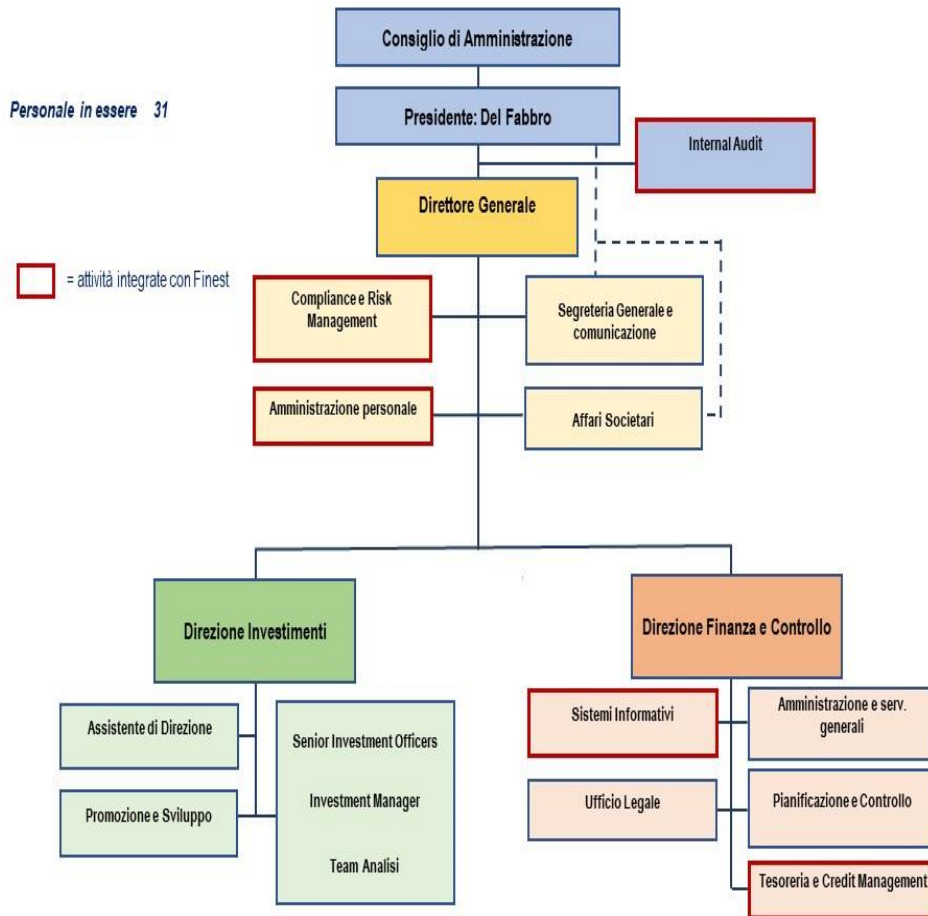 Consiglio di Amministrazione
Personale in essere 31
Presidente: Del Fabbro
Internal Audit
Direttore Generale
= attività integrate con Finest
Compliance e Risk
Management
Segreteria Generale e
comunicazione
Amministrazione personale
Affari Societari
Direzione Investimenti
Direzione Finanza e Controllo
Assistente di Direzione
Senior Investment Officers
Promozione e Sviluppo
Investment Manager
Team Analisi
Sistemi Informativi
Amministrazione e serv.
generali
Ufficio Legale
Pianificazione e Controllo
Tesoreria e Credit Management